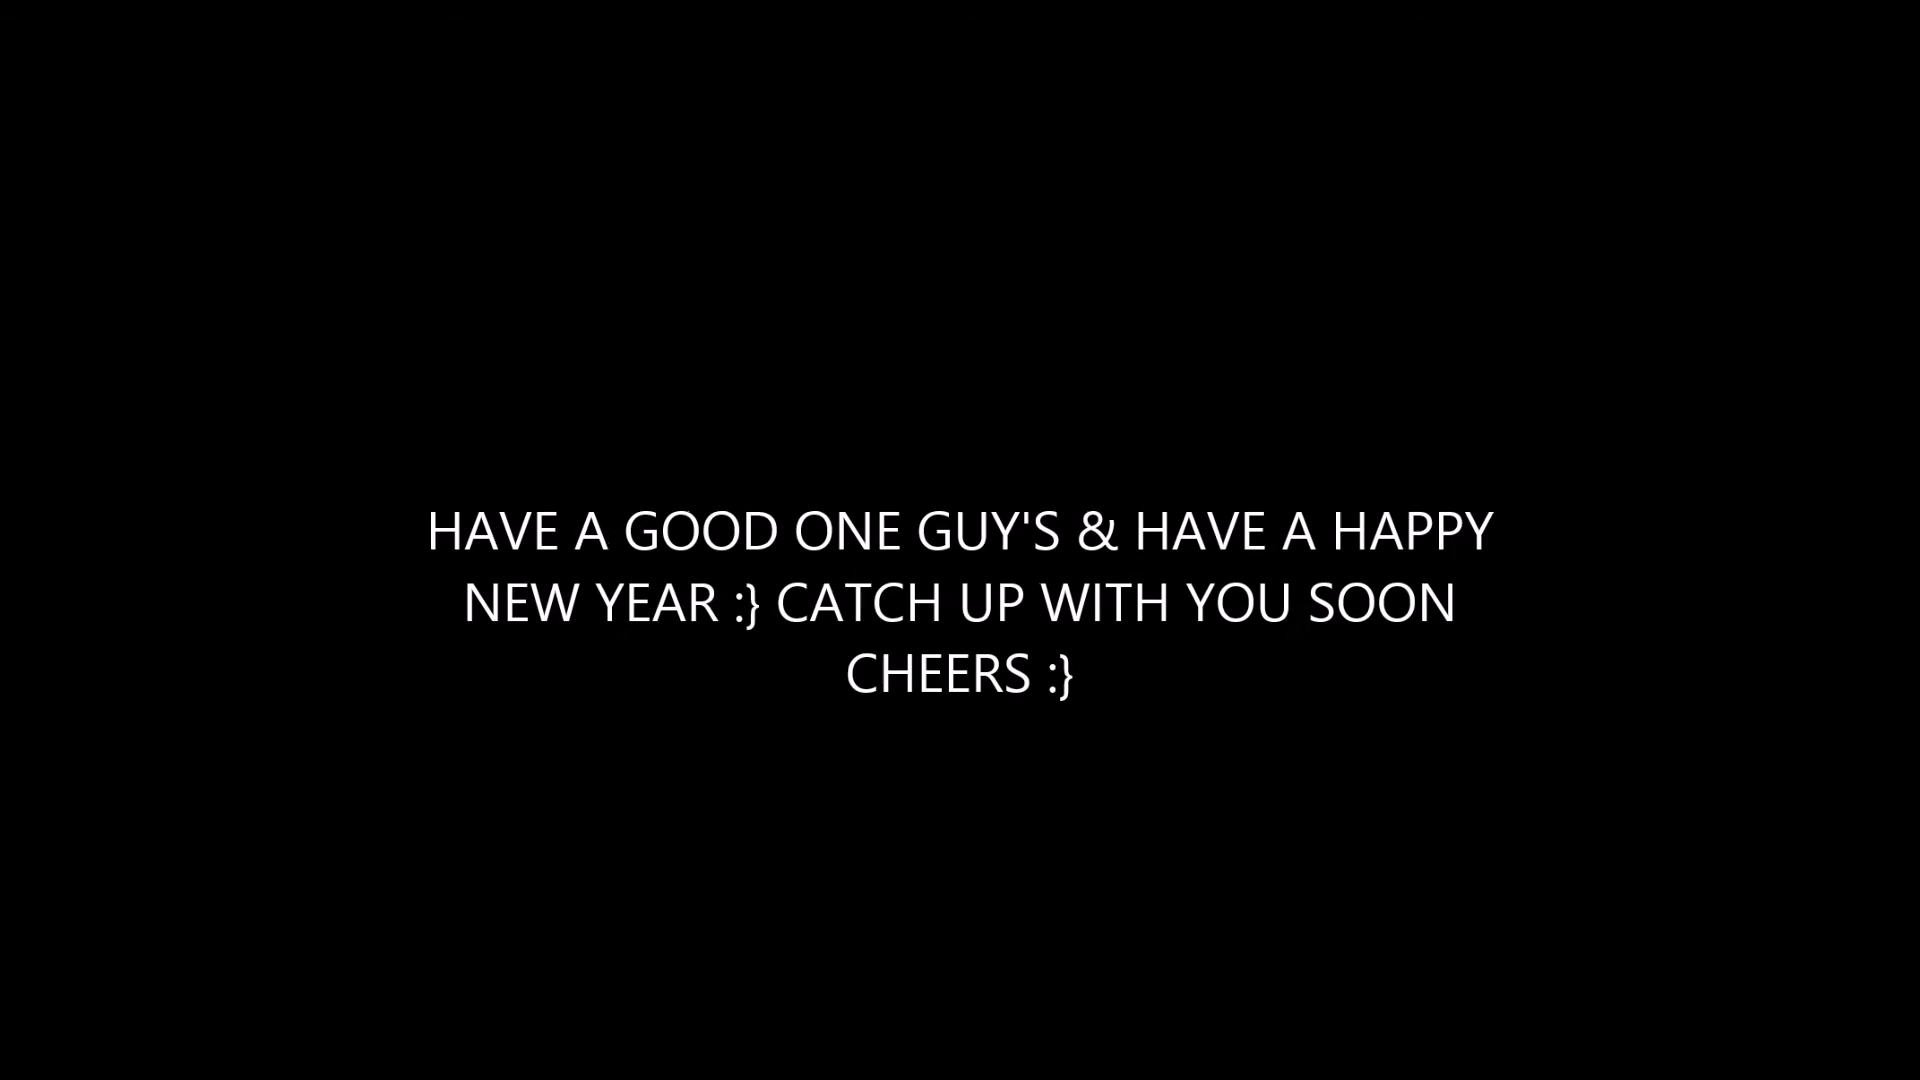 HAVE A GOOD ONE GUY'S & HAVE A HAPPY
NEW YEAR :} CATCH UP WITH YOU SOON
CHEERS :}